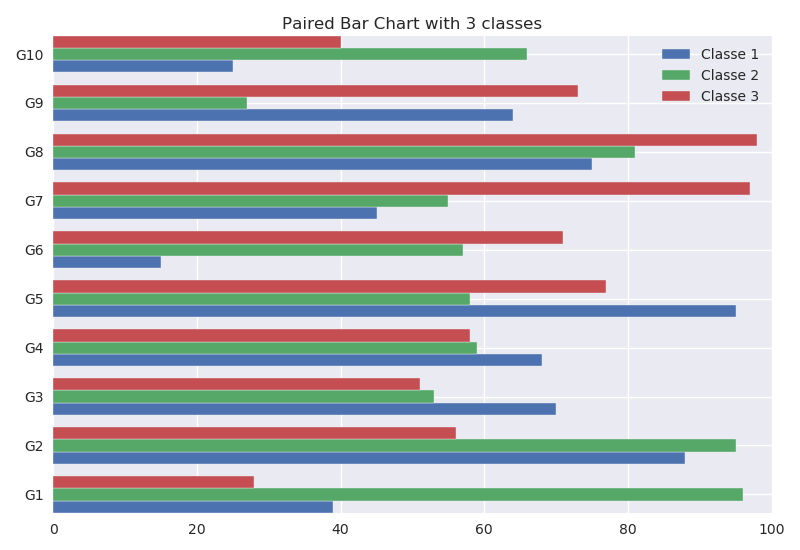 Paired Bar Chart with 3 classes
G10
G9
G8
G7
G6
G5
G4
G3
G2
G1
Classe 1
Classe 2
Classe 3
0 20 40 60 80 100